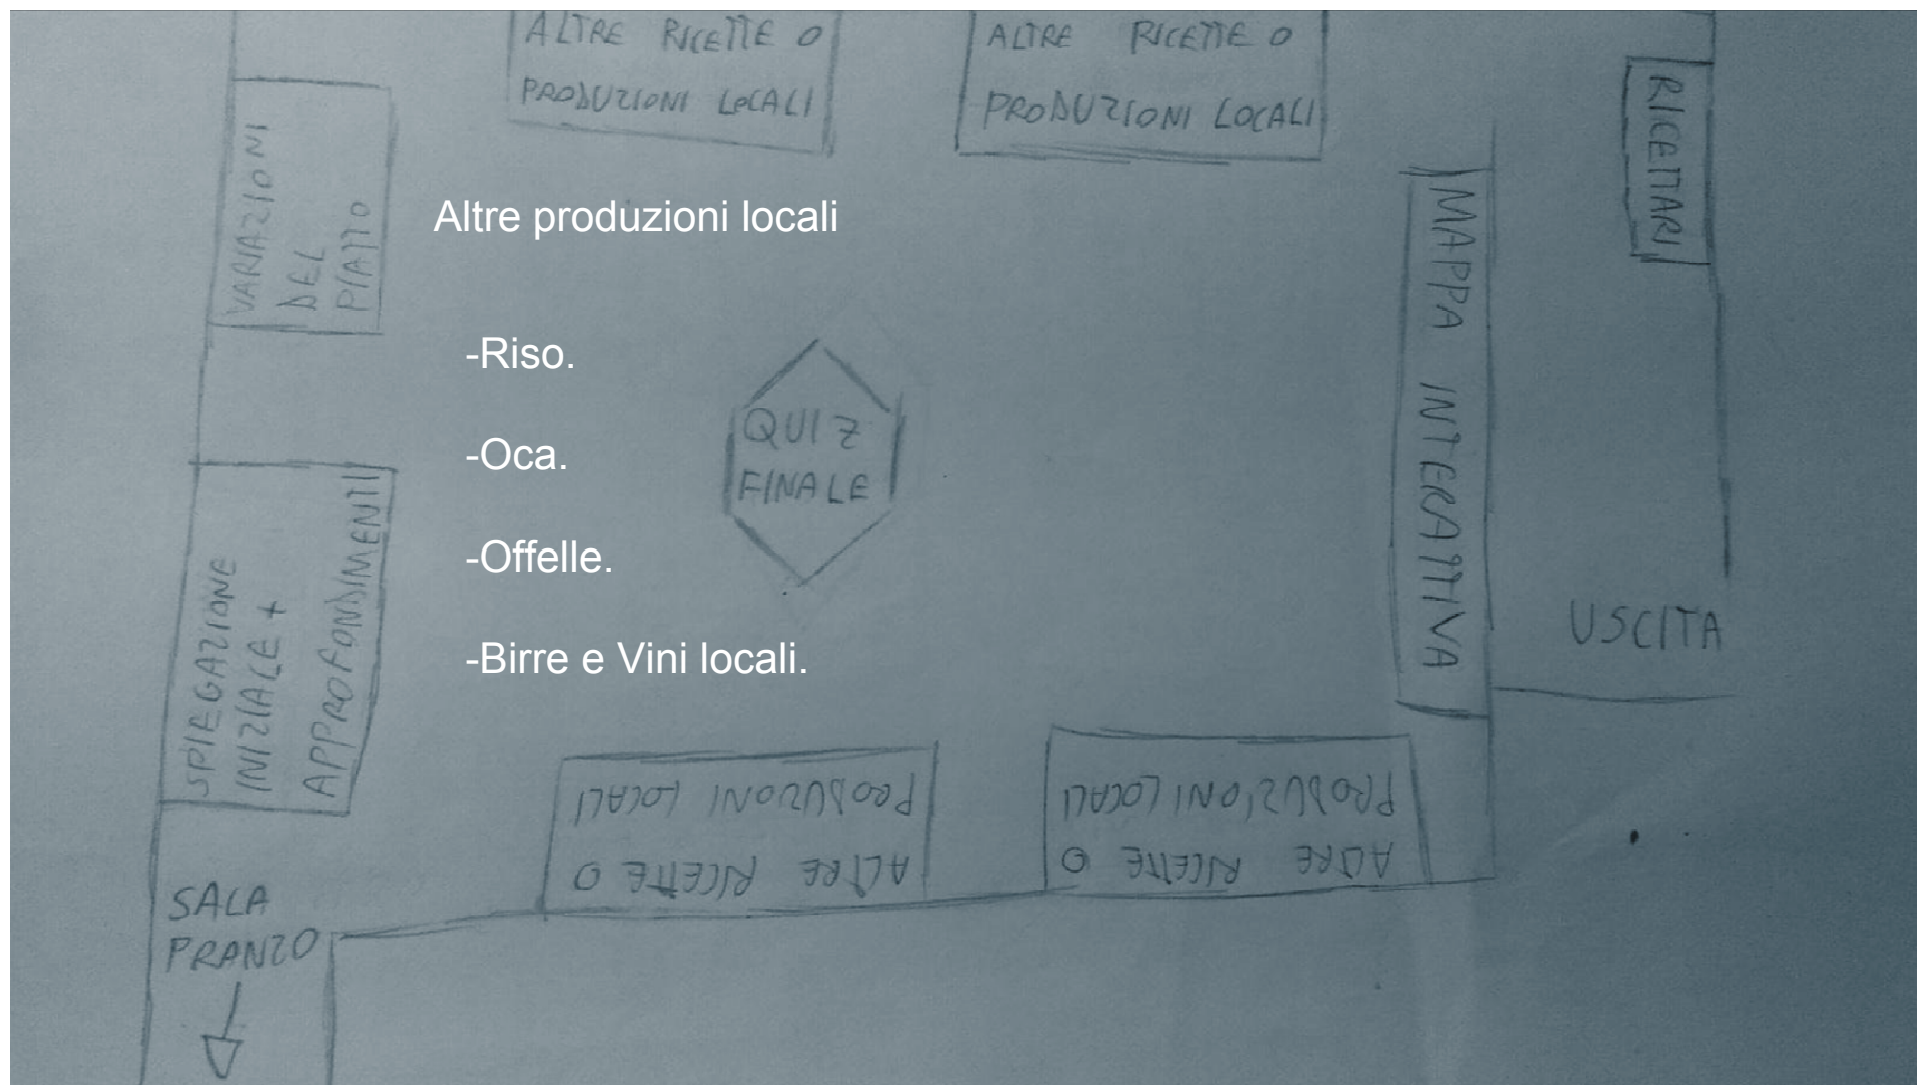 ALTRE RICETTE O
PRODUZIONI LOCALI
ALTRE RICETTE O
PRODUZIONI LOCALI
RICETTARI
VARIAZIONI
DEL
PIATTO
Altre produzioni locali
MAPPA INTERATTIVA
-Riso.
QUIZ
FINALE
-Oca.
-Offelle.
-Birre e Vini locali.
SPIEGAZIONE
INIZIALE +
APPROFONDIMENTI
USCITA
ALTRE RICETTE O
PRODUZIONI LOCALI
ALTRE RICETTE O
PRODUZIONI LOCALI
SALA
PRANZO